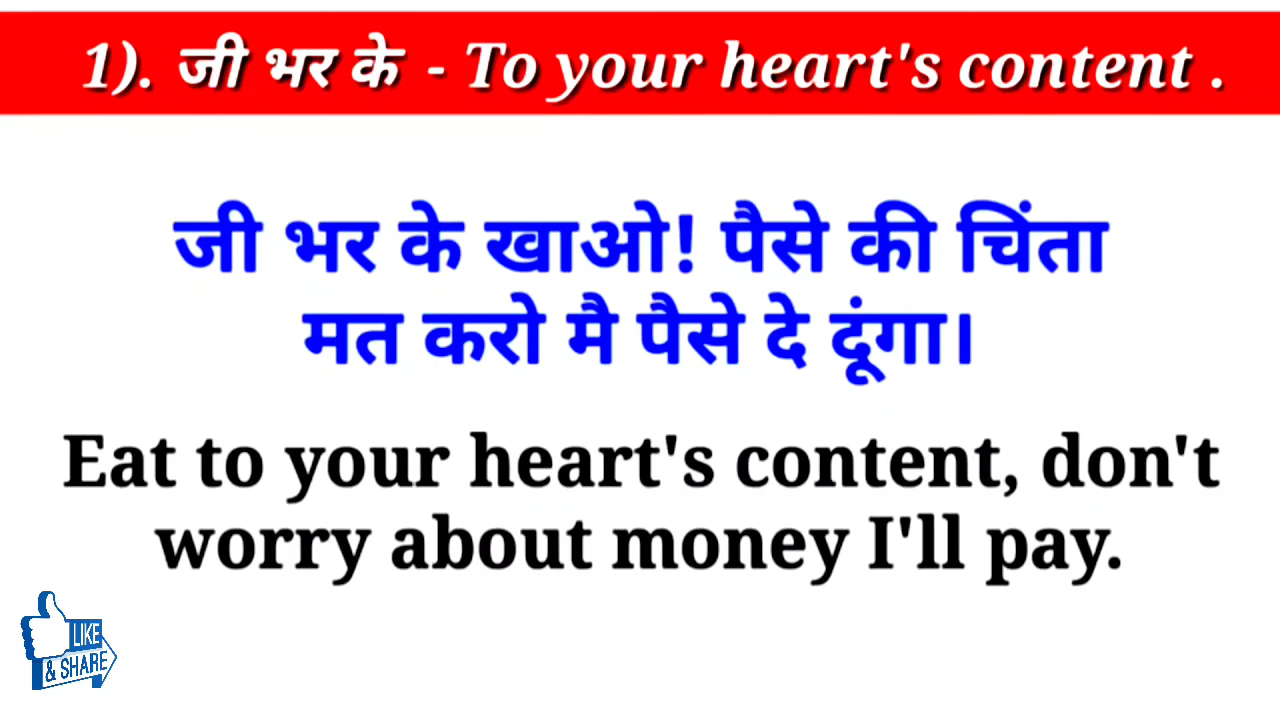 1). जी भर के - To your heart's content .
जी भर के खाओ! पैसे की चिंता
मत करो मै पैसे दे दूंगा।
Eat to your heart's content, don't
worry about money I'll pay.
LIKE
& SHARE